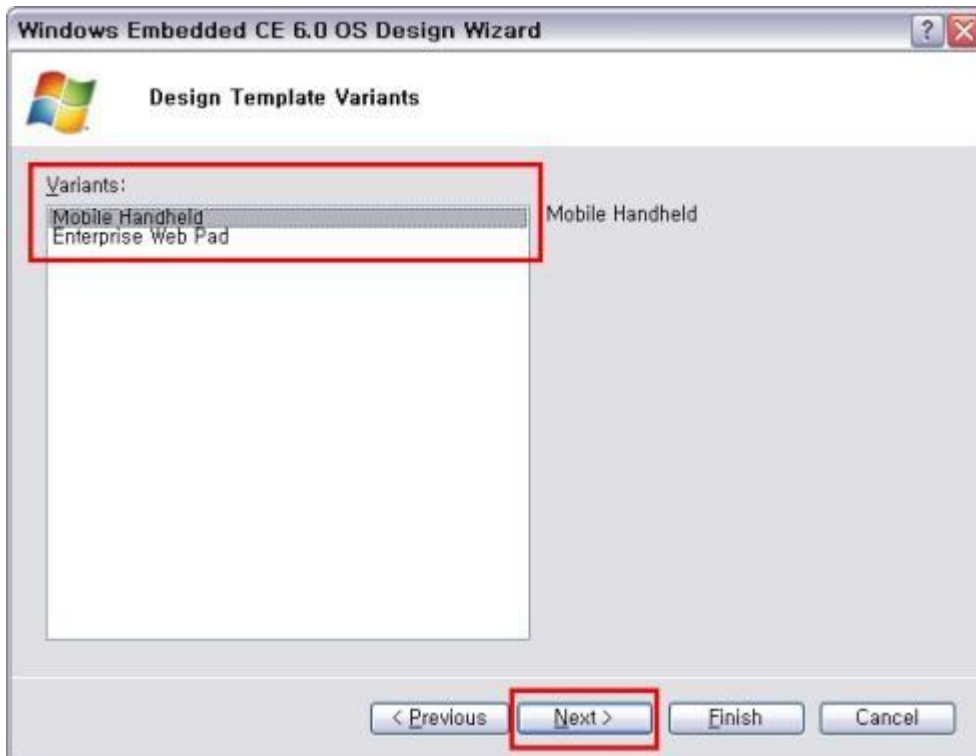 Windows Embedded CE 6.0 OS Design Wizard
Design Template Variants
Variants:
Mobile Handheld
Mobile Handheld
Enterprise Web Pad
< Previous
Next >
Finish
Cancel